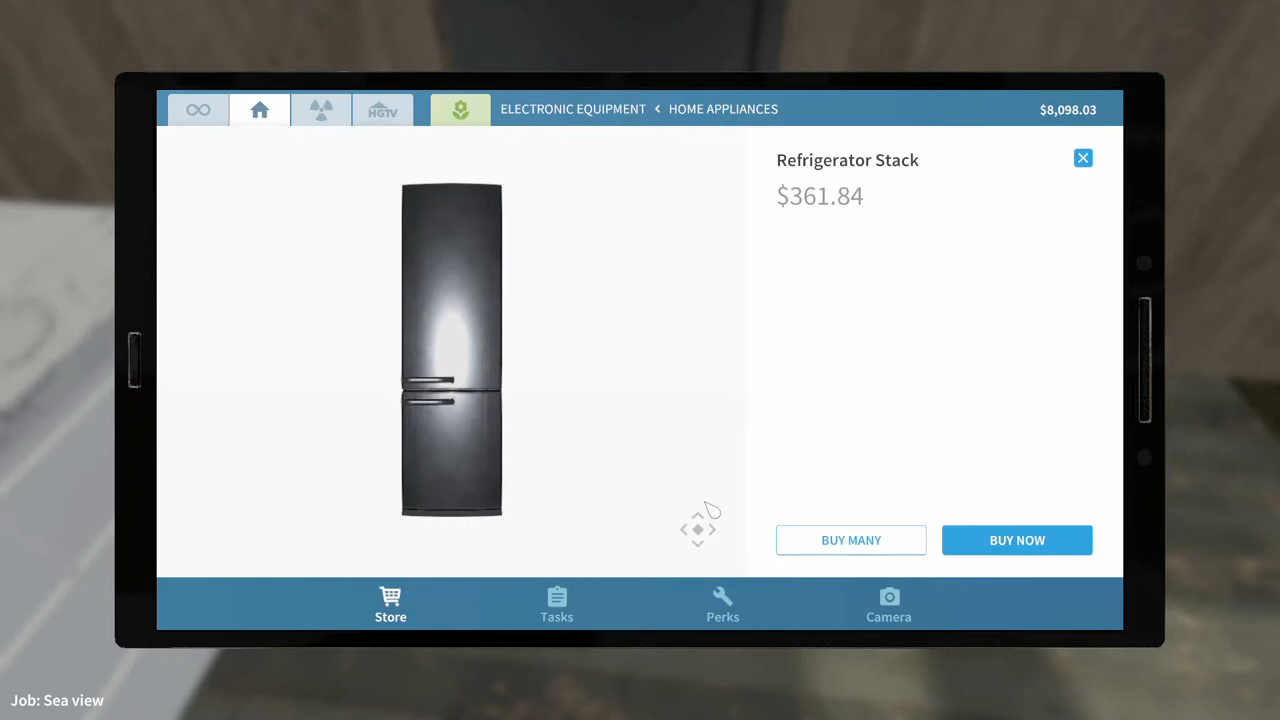 HGTV
ELECTRONIC EQUIPMENT < HOME APPLIANCES
$8,098.03
Refrigerator Stack
$361.84
BUY MANY
BUY NOW
Store
Tasks
Perks
Camera
Job: Sea view